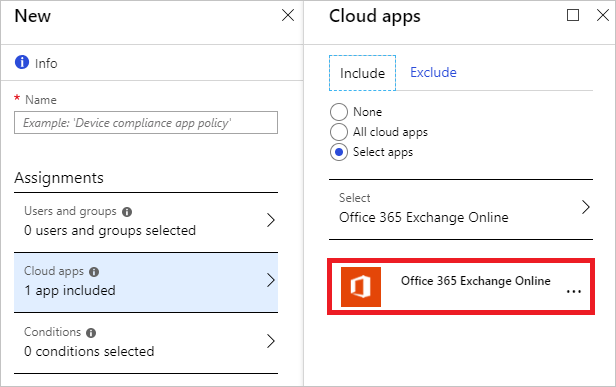 New
Info
* Name
Example: 'Device compliance app policy'
Assignments
Users and groups
0 users and groups selected
Cloud apps
1 app included
Conditions
0 conditions selected
Cloud apps
Include Exclude
None
All cloud apps
Select apps
Select
Office 365 Exchange Online
Office 365 Exchange Online ...